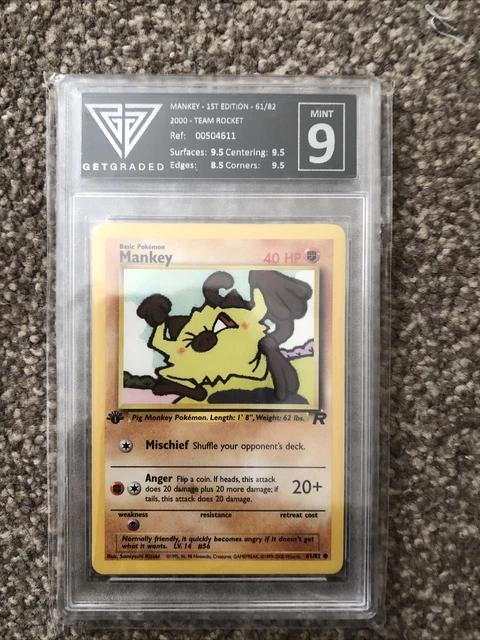 MANKEY - 1ST EDITION - 61/82
2000 - TEAM ROCKET
Ref: 00504611
Surfaces: 9.5 Centering: 9.5
Edges: 8.5 Corners: 9.5
GETGRADED
MINT
9
Basic Pokémon
Mankey
40 HP
Pig Monkey Pokémon. Length: 1' 8", Weight: 62 lbs.
R
Mischief Shuffle your opponent's deck.
Anger Flip a coin. If heads, this attack
does 20 damage plus 20 more damage; if
tails, this attack does 20 damage.
20+
weakness resistance retreat cost
Normally friendly, it quickly becomes angry if it doesn't get
what it wants. LV. 14 #56
61/82